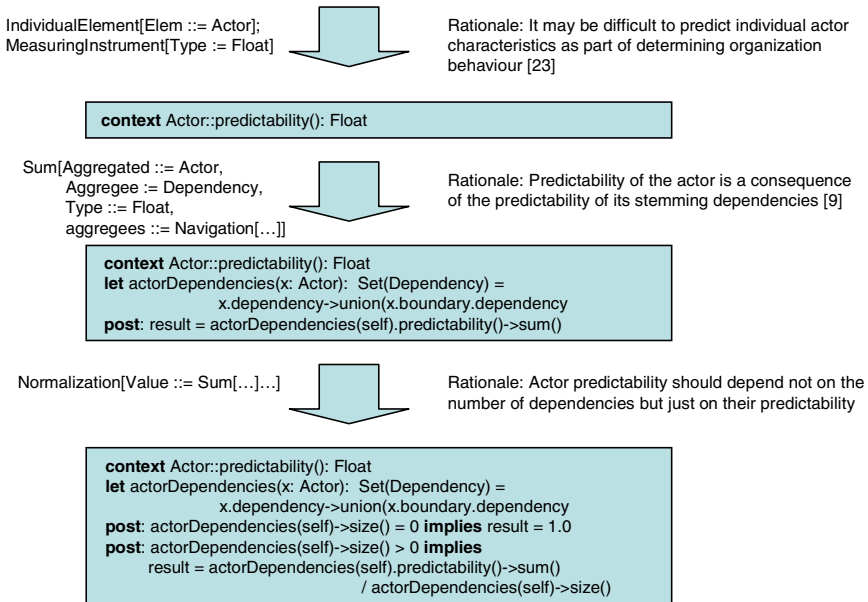 IndividualElement[Elem ::= Actor];
MeasuringInstrument[Type := Float]
Rationale: It may be difficult to predict individual actor
characteristics as part of determining organization
behaviour [23]
context Actor::predictability(): Float
Sum[Aggregated ::= Actor,
Aggregee := Dependency,
Type ::= Float,
aggregees ::= Navigation[…]]
Rationale: Predictability of the actor is a consequence
of the predictability of its stemming dependencies [9]
context Actor::predictability(): Float
let actorDependencies(x: Actor): Set(Dependency) =
x.dependency->union(x.boundary.dependency
post: result = actorDependencies(self).predictability()->sum()
Normalization[Value ::= Sum[…]…]
Rationale: Actor predictability should depend not on the
number of dependencies but just on their predictability
context Actor::predictability(): Float
let actorDependencies(x: Actor): Set(Dependency) =
x.dependency->union(x.boundary.dependency
post: actorDependencies(self)->size() = 0 implies result = 1.0
post: actorDependencies(self)->size() > 0 implies
result = actorDependencies(self).predictability()->sum()
/ actorDependencies(self)->size()